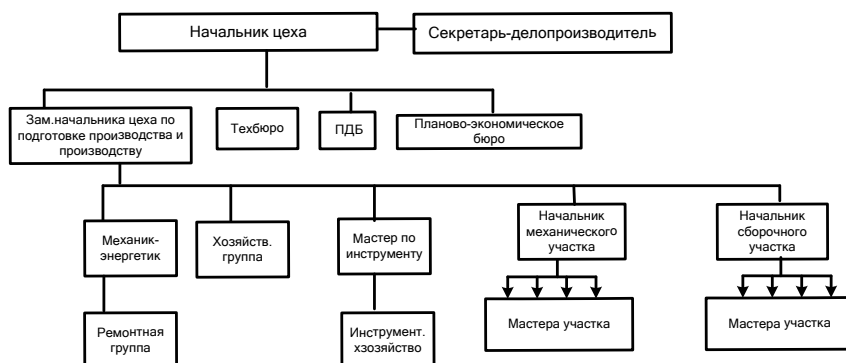 Начальник цеха
Секретарь-делопроизводитель
Зам.начальника цеха по
подготовке производства и
производству
Техбюро
ПДБ
Планово-экономическое
бюро
Механик-
энергетик
Хозяйств.
группа
Мастер по
инструменту
Начальник
механического
участка
Начальник
сборочного
участка
Ремонтная
группа
Инструмент.
хзозяйство
Мастера участка
Мастера участка